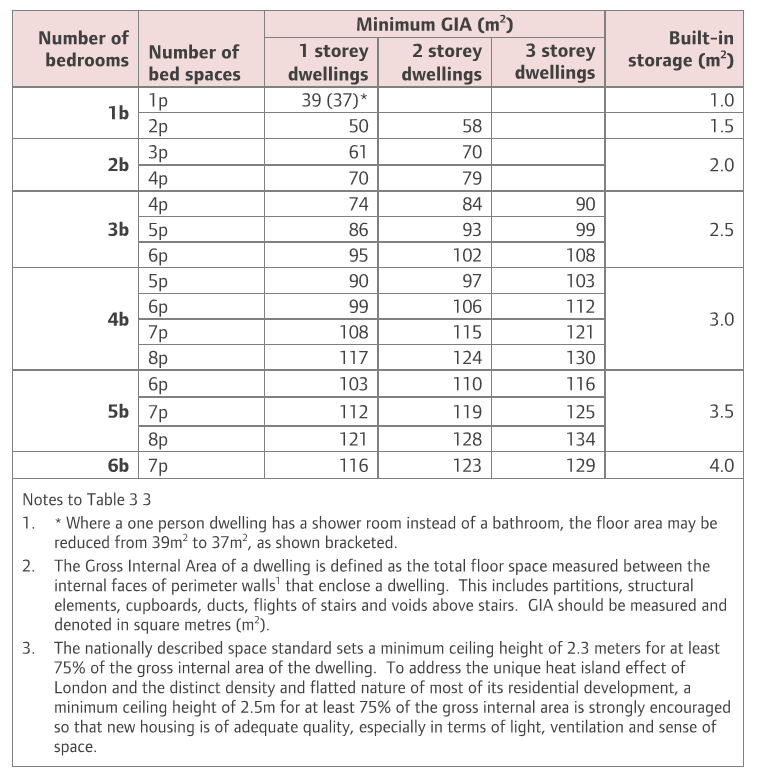 Number of bedrooms Number of bed spaces Minimum GIA (m²) Built-in storage (m²)
1 storey dwellings 2 storey dwellings 3 storey dwellings
1b 1p 39 (37)* 1.0
2p 50 58 1.5
2b 3p 61 70 2.0
4p 70 79
3b 4p 74 84 90 2.5
5p 86 93 99
6p 95 102 108
4b 5p 90 97 103 3.0
6p 99 106 112
7p 108 115 121
8p 117 124 130
5b 6p 103 110 116 3.5
7p 112 119 125
8p 121 128 134
6b 7p 116 123 129 4.0
Notes to Table 3 3
1. * Where a one person dwelling has a shower room instead of a bathroom, the floor area may be
reduced from 39m² to 37m², as shown bracketed.
2. The Gross Internal Area of a dwelling is defined as the total floor space measured between the
internal faces of perimeter walls¹ that enclose a dwelling. This includes partitions, structural
elements, cupboards, ducts, flights of stairs and voids above stairs. GIA should be measured and
denoted in square metres (m²).
3. The nationally described space standard sets a minimum ceiling height of 2.3 meters for at least
75% of the gross internal area of the dwelling. To address the unique heat island effect of
London and the distinct density and flatted nature of most of its residential development, a
minimum ceiling height of 2.5m for at least 75% of the gross internal area is strongly encouraged
so that new housing is of adequate quality, especially in terms of light, ventilation and sense of
space.